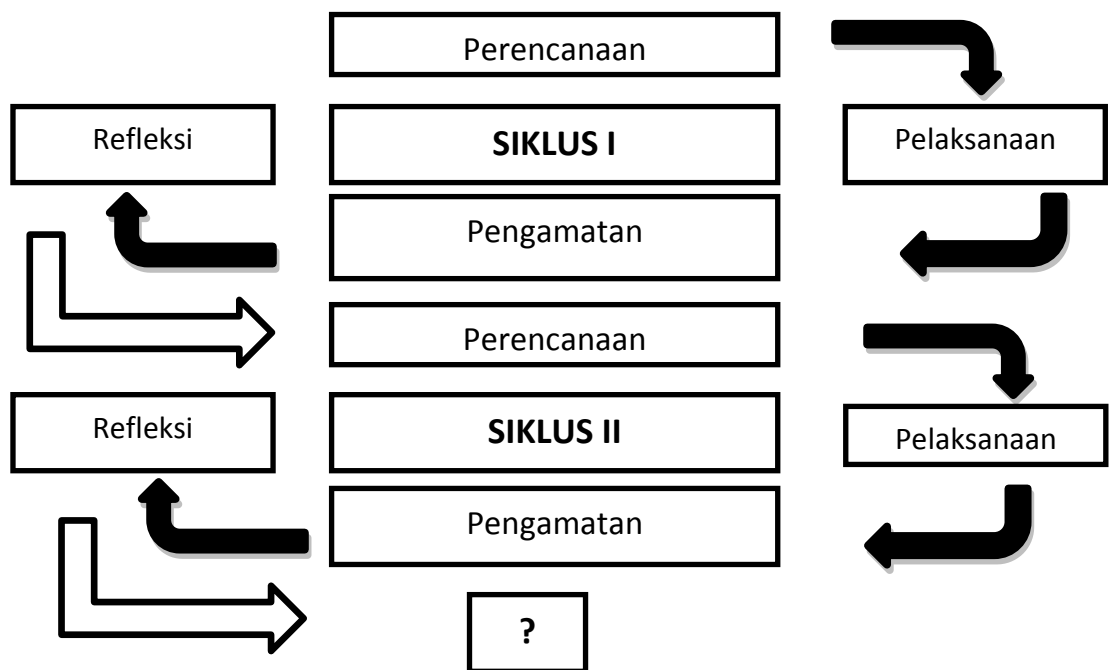 Perencanaan
Refleksi
SIKLUS I
Pelaksanaan
Pengamatan
Perencanaan
Refleksi
SIKLUS II
Pelaksanaan
Pengamatan
?